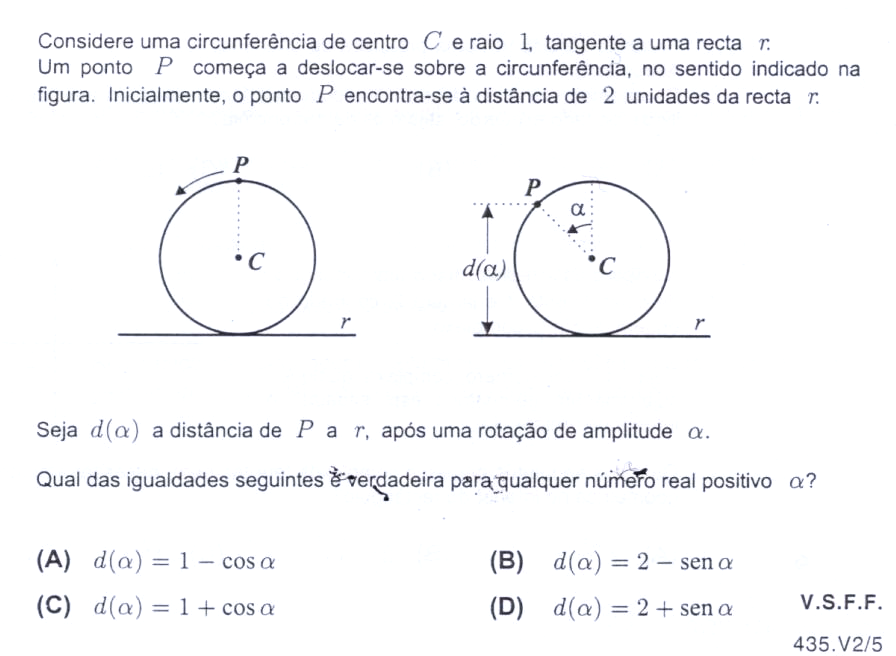 Considere uma circunferência de centro C e raio 1, tangente a uma recta r.
Um ponto P começa a deslocar-se sobre a circunferência, no sentido indicado na
figura. Inicialmente, o ponto P encontra-se à distância de 2 unidades da recta r.
P
C
r
P
α
d(α)
C
r
Seja d(α) a distância de P a r, após uma rotação de amplitude α.
Qual das igualdades seguintes é verdadeira para qualquer número real positivo α?
(A) d(α) = 1 − cos α
(B) d(α) = 2 − sen α
(C) d(α) = 1 + cos α
(D) d(α) = 2 + sen α
V.S.F.F.
435.V2/5